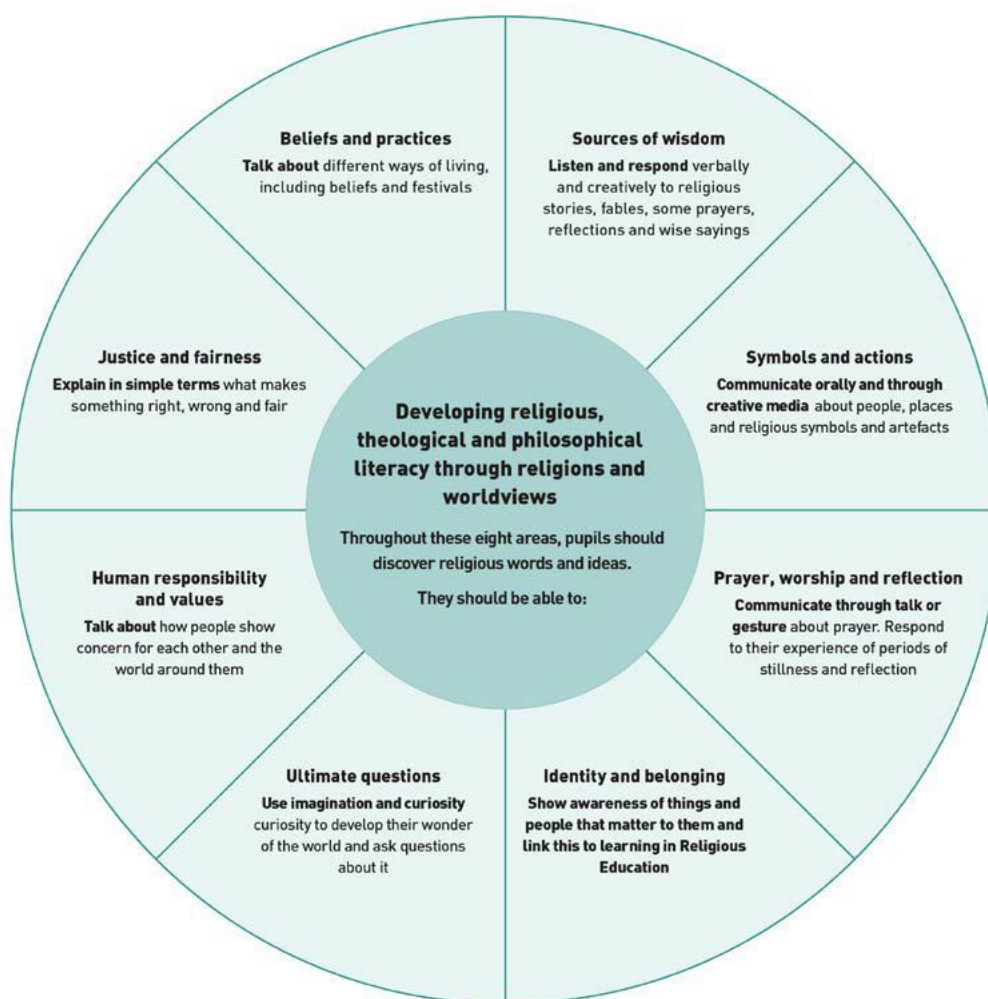 Beliefs and practices
Talk about different ways of living,
including beliefs and festivals
Sources of wisdom
Listen and respond verbally
and creatively to religious
stories, fables, some prayers,
reflections and wise sayings
Symbols and actions
Communicate orally and through
creative media about people, places
and religious symbols and artefacts
Prayer, worship and reflection
Communicate through talk or
gesture about prayer. Respond
to their experience of periods of
stillness and reflection
Identity and belonging
Show awareness of things and
people that matter to them and
link this to learning in Religious
Education
Ultimate questions
Use imagination and curiosity
curiosity to develop their wonder
of the world and ask questions
about it
Human responsibility
and values
Talk about how people show
concern for each other and the
world around them
Justice and fairness
Explain in simple terms what makes
something right, wrong and fair
Developing religious,
theological and philosophical
literacy through religions and
worldviews
Throughout these eight areas, pupils should
discover religious words and ideas.
They should be able to: